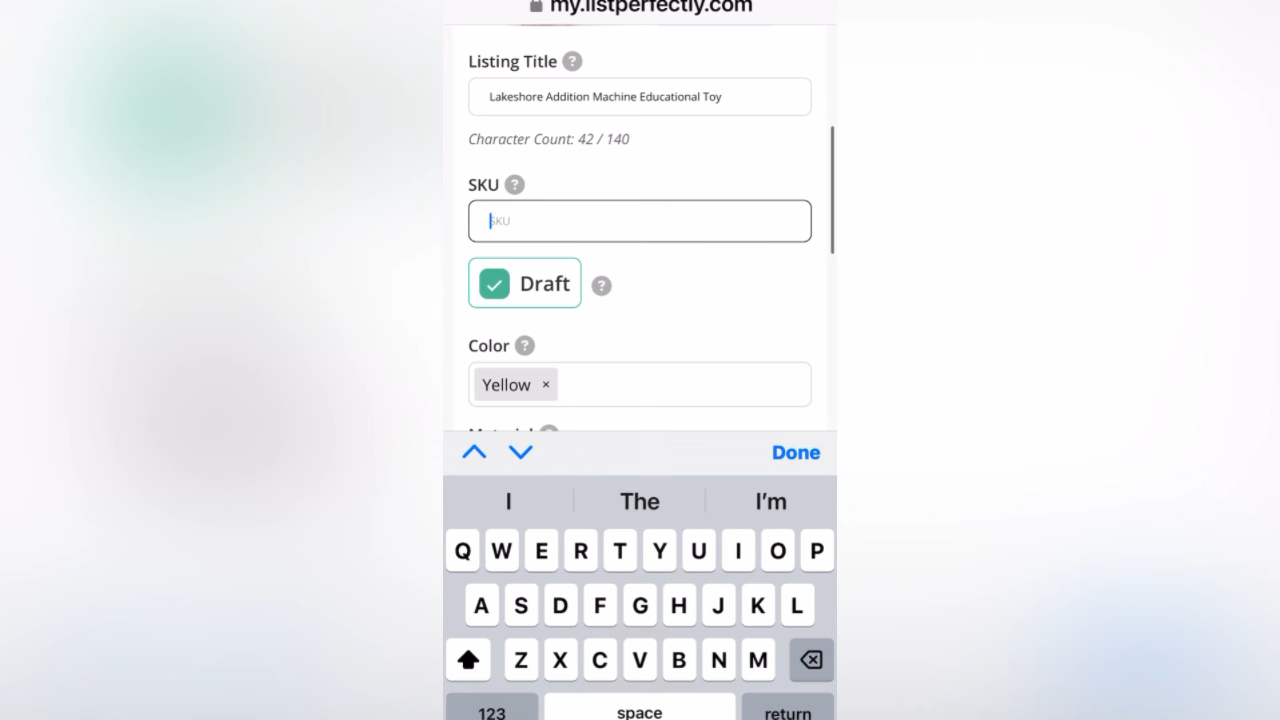 my.listperfectly.com
Listing Title ?
Lakeshore Addition Machine Educational Toy
Character Count: 42 / 140
SKU ?
SKU
Draft ?
Color ?
Yellow ×
Material ?
Done
I The I'm
Q W E R T Y U I O P
A S D F G H J K L
Z X C V B N M
123 space return